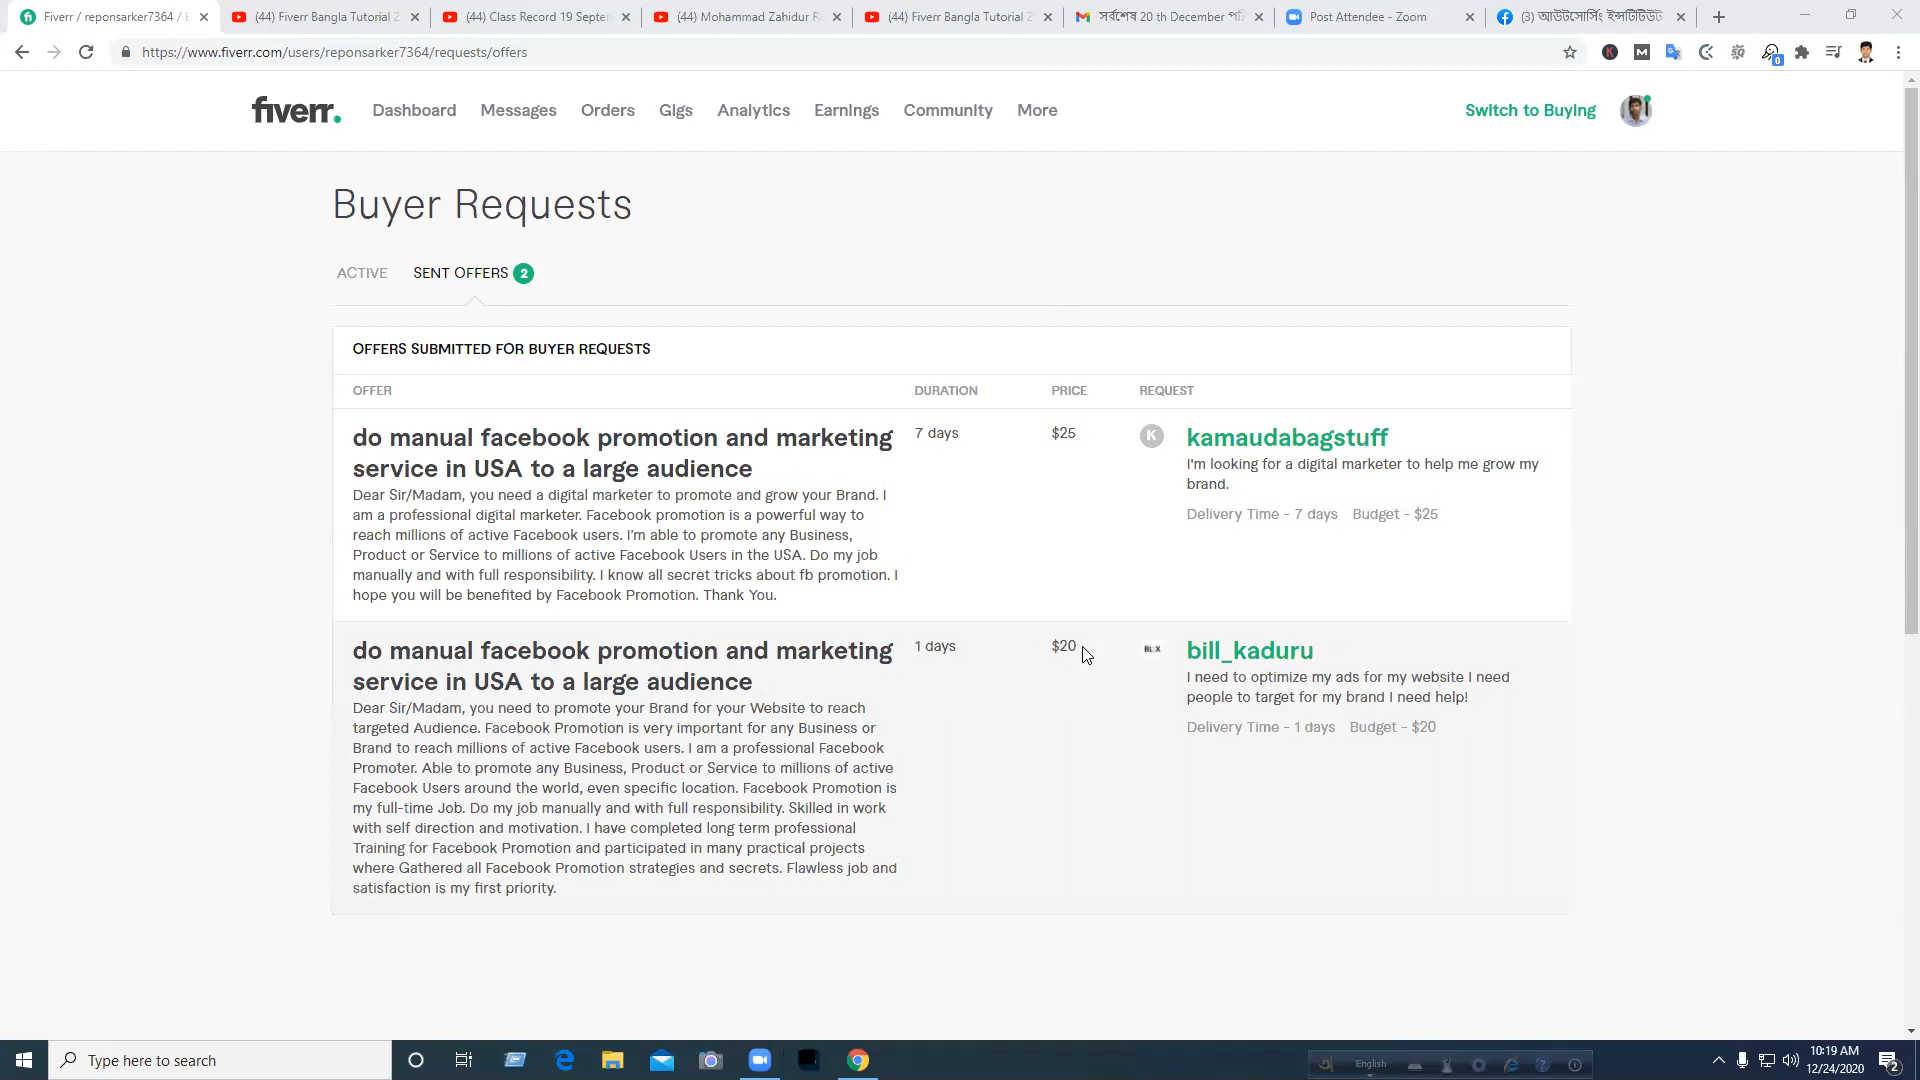 Fiverr / reponsarker7364 /
(44) Fiverr Bangla Tutorial 2
(44) Class Record 19 Septem
(44) Mohammad Zahidur R
(44) Fiverr Bangla Tutorial 2
সর্বশেষ 20 th December
Post Attendee - Zoom
(3) আউটসোর্সিং ইন্সটিটিউট
https://www.fiverr.com/users/reponsarker7364/requests/offers
fiverr.
Dashboard
Messages
Orders
Gigs
Analytics
Earnings
Community
More
Switch to Buying
Buyer Requests
ACTIVE
SENT OFFERS 2
OFFERS SUBMITTED FOR BUYER REQUESTS
OFFER
DURATION
PRICE
REQUEST
do manual facebook promotion and marketing
service in USA to a large audience
Dear Sir/Madam, you need a digital marketer to promote and grow your Brand. I
am a professional digital marketer. Facebook promotion is a powerful way to
reach millions of active Facebook users. I'm able to promote any Business,
Product or Service to millions of active Facebook Users in the USA. Do my job
manually and with full responsibility. I know all secret tricks about fb promotion. I
hope you will be benefited by Facebook Promotion. Thank You.
7 days
$25
K
kamaudabagstuff
I'm looking for a digital marketer to help me grow my
brand.
Delivery Time - 7 days Budget - $25
do manual facebook promotion and marketing
service in USA to a large audience
Dear Sir/Madam, you need to promote your Brand for your Website to reach
targeted Audience. Facebook Promotion is very important for any Business or
Brand to reach millions of active Facebook users. I am a professional Facebook
Promoter. Able to promote any Business, Product or Service to millions of active
Facebook Users around the world, even specific location. Facebook Promotion is
my full-time Job. Do my job manually and with full responsibility. Skilled in work
with self direction and motivation. I have completed long term professional
Training for Facebook Promotion and participated in many practical projects
where Gathered all Facebook Promotion strategies and secrets. Flawless job and
satisfaction is my first priority.
1 days
$20
bill_kaduru
I need to optimize my ads for my website I need
people to target for my brand I need help!
Delivery Time - 1 days Budget - $20
Type here to search
English
10:19 AM
12/24/2020
2